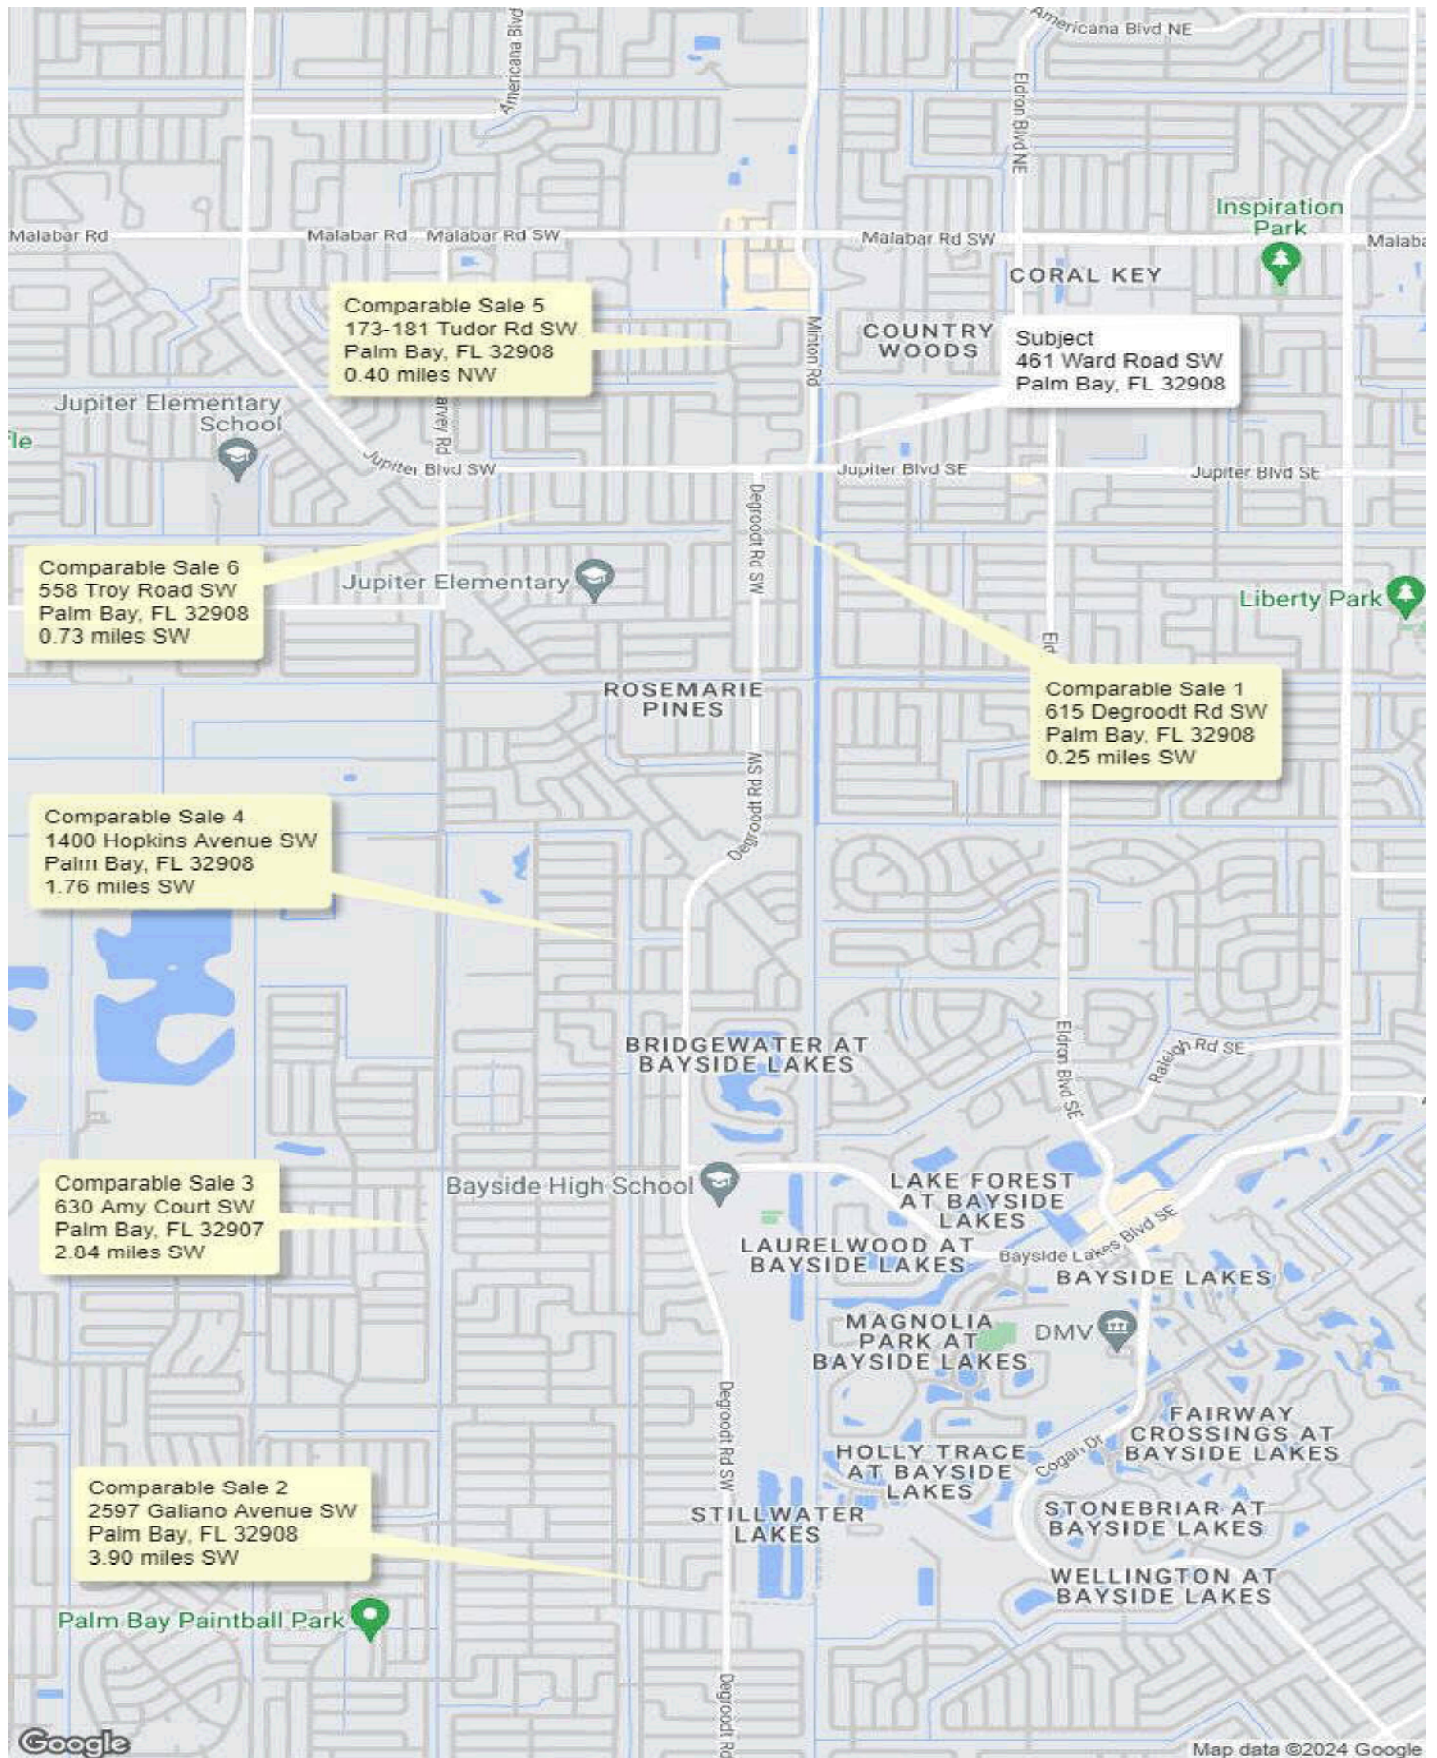 Americana Blvd
Americana Blvd NE
Eldron Blvd NE
Inspiration
Park
Malabar Rd
Malabar Rd
Malabar Rd SW
Malabar Rd SW
CORAL KEY
Comparable Sale 5
173-181 Tudor Rd SW
Palm Bay, FL 32908
0.40 miles NW
Minton Rd
COUNTRY
WOODS
Subject
461 Ward Road SW
Palm Bay, FL 32908
Jupiter Elementary
School
arvey Rd
Jupiter Blvd SW
Jupiter Blvd SE
Jupiter Blvd SE
Degroodt Rd SW
Comparable Sale 6
558 Troy Road SW
Palm Bay, FL 32908
0.73 miles SW
Jupiter Elementary
Liberty Park
ROSEMARIE
PINES
Comparable Sale 1
615 Degroodt Rd SW
Palm Bay, FL 32908
0.25 miles SW
Degroodt Rd SW
Comparable Sale 4
1400 Hopkins Avenue SW
Palm Bay, FL 32908
1.76 miles SW
BRIDGEWATER AT
BAYSIDE LAKES
Eldron Blvd SE
Raleigh Rd SE
Comparable Sale 3
630 Amy Court SW
Palm Bay, FL 32907
2.84 miles SW
Bayside High School
LAKE FOREST
AT BAYSIDE
LAKES
LAURELWOOD AT
BAYSIDE LAKES
Bayside Lakes Blvd SE
BAYSIDE LAKES
MAGNOLIA
PARK AT
BAYSIDE LAKES
DMV
Degroodt Rd SW
FAIRWAY
CROSSINGS AT
BAYSIDE LAKES
HOLLY TRACE
AT BAYSIDE
LAKES
Cogan Dr
Comparable Sale 2
2597 Galiano Avenue SW
Palm Bay, FL 32908
3.90 miles SW
STILLWATER
LAKES
STONEBRIAR AT
BAYSIDE LAKES
WELLINGTON AT
BAYSIDE LAKES
Palm Bay Paintball Park
Degroodt Rd
Google
Map data ©2024 Google